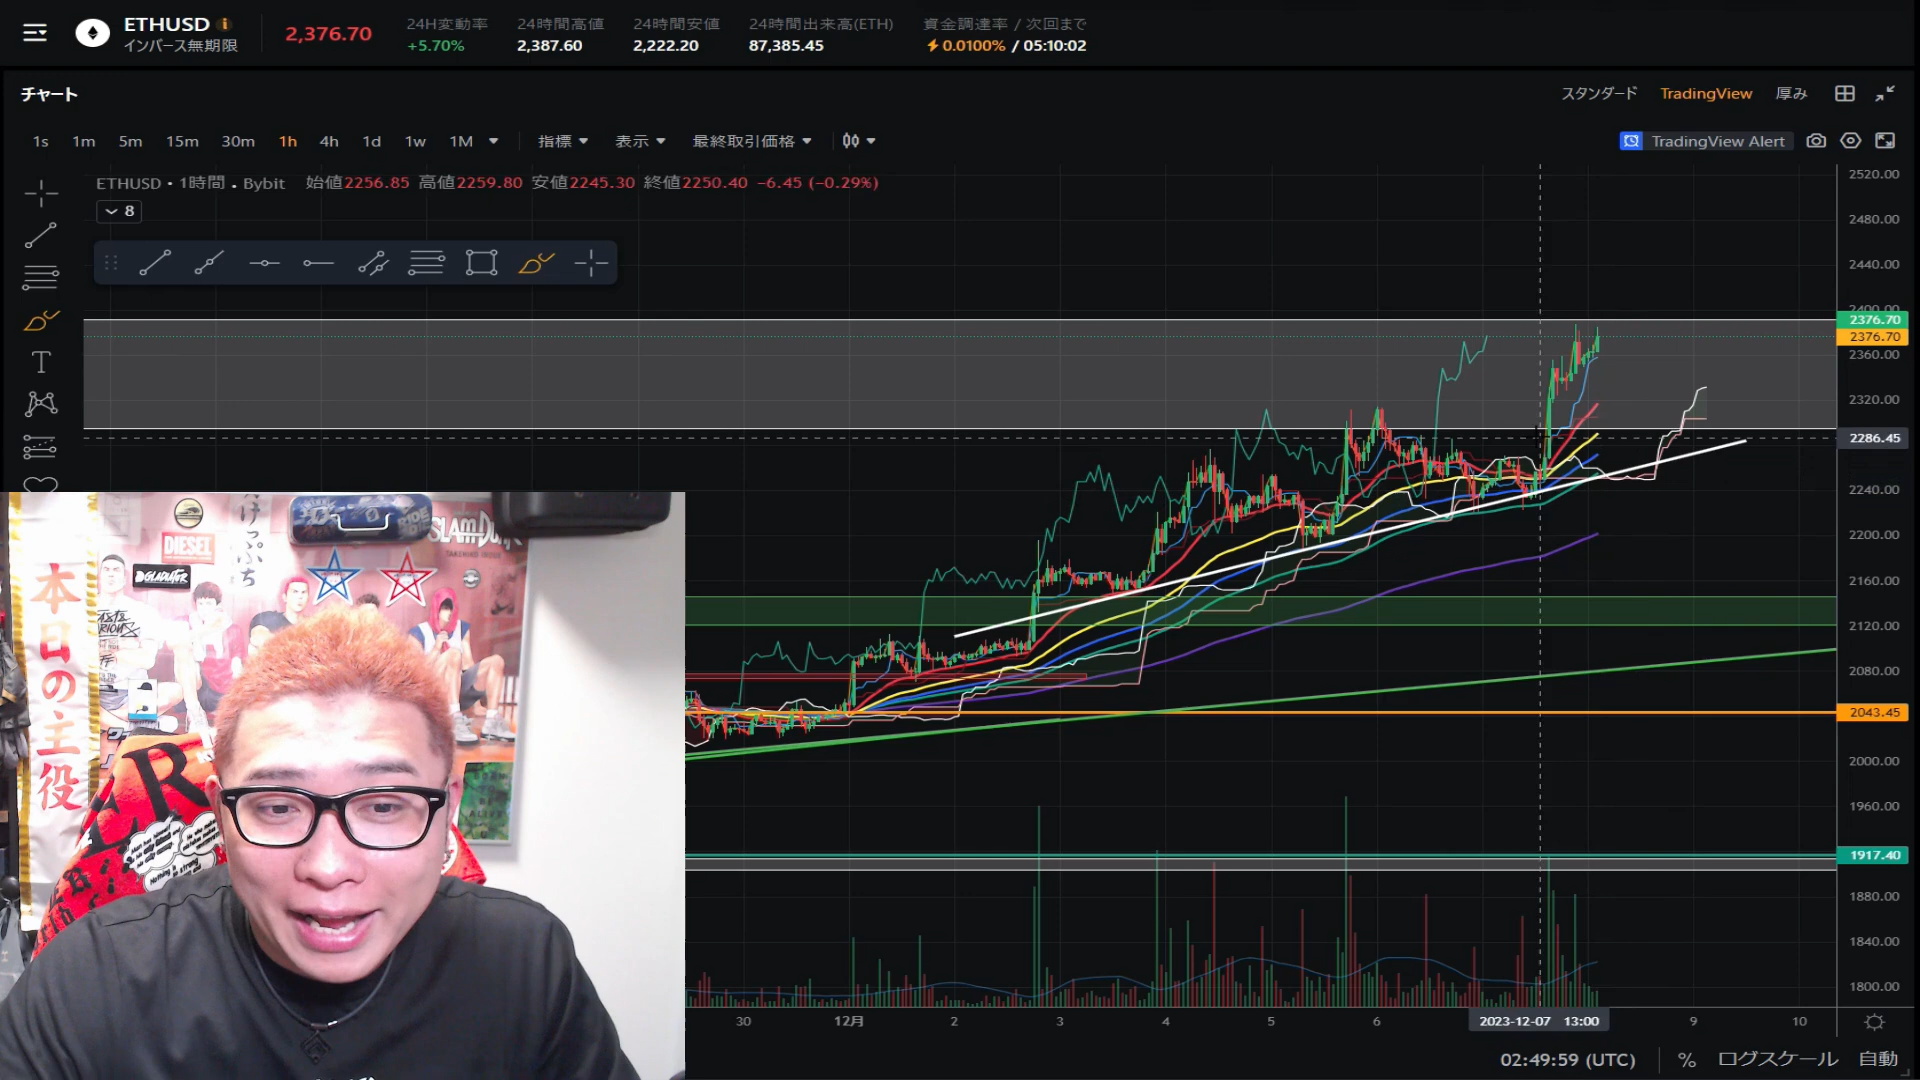 ETHUSD
インバース無期限
2,376.70
24H変動率
+5.70%
24時間高値
2,387.60
24時間安値
2,222.20
24時間出来高(ETH)
87,385.45
資金調達率 / 次回まで
0.0100% / 05:10:02
チャート
スタンダード TradingView 厚み
1s 1m 5m 15m 30m 1h 4h 1d 1w 1M 指標 表示 最終取引価格
TradingView Alert
ETHUSD • 1時間 . Bybit 始値2256.85 高値2259.80 安値2245.30 終値2250.40 −6.45 (−0.29%)
8
T
2520.00
2480.00
2440.00
2400.00
2376.70
2376.70
2360.00
2320.00
2286.45
2240.00
2200.00
2160.00
2120.00
2080.00
2043.45
2000.00
1960.00
1917.40
1880.00
1840.00
1800.00
30 12月 2 3 4 5 6 2023-12-07 13:00 9 10
02:49:59 (UTC) % ログスケール 自動
本日の主役
DIESEL
GLADIATOR
SLAM
RIDE